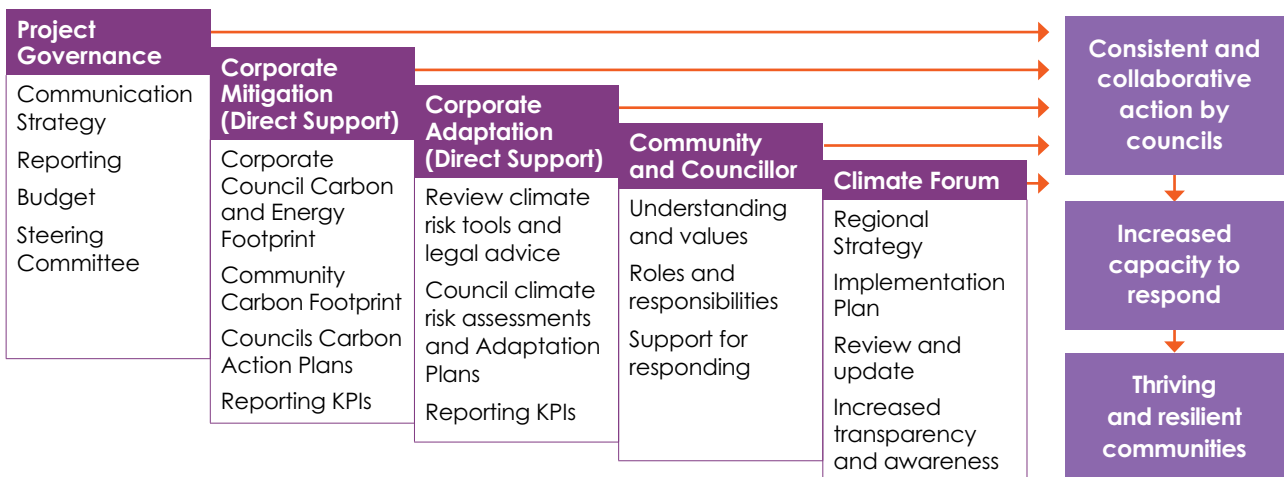 Project
Governance
Communication
Strategy
Reporting
Budget
Steering
Committee
Corporate
Mitigation
(Direct Support)
Corporate
Council Carbon
and Energy
Footprint
Community
Carbon Footprint
Councils Carbon
Action Plans
Reporting KPIs
Corporate
Adaptation
(Direct Support)
Review climate
risk tools and
legal advice
Council climate
risk assessments
and Adaptation
Plans
Reporting KPIs
Community
and Councillor
Understanding
and values
Roles and
responsibilities
Support for
responding
Climate Forum
Regional
Strategy
Implementation
Plan
Review and
update
Increased
transparency
and awareness
Consistent and
collaborative
action by
councils
Increased
capacity to
respond
Thriving
and resilient
communities